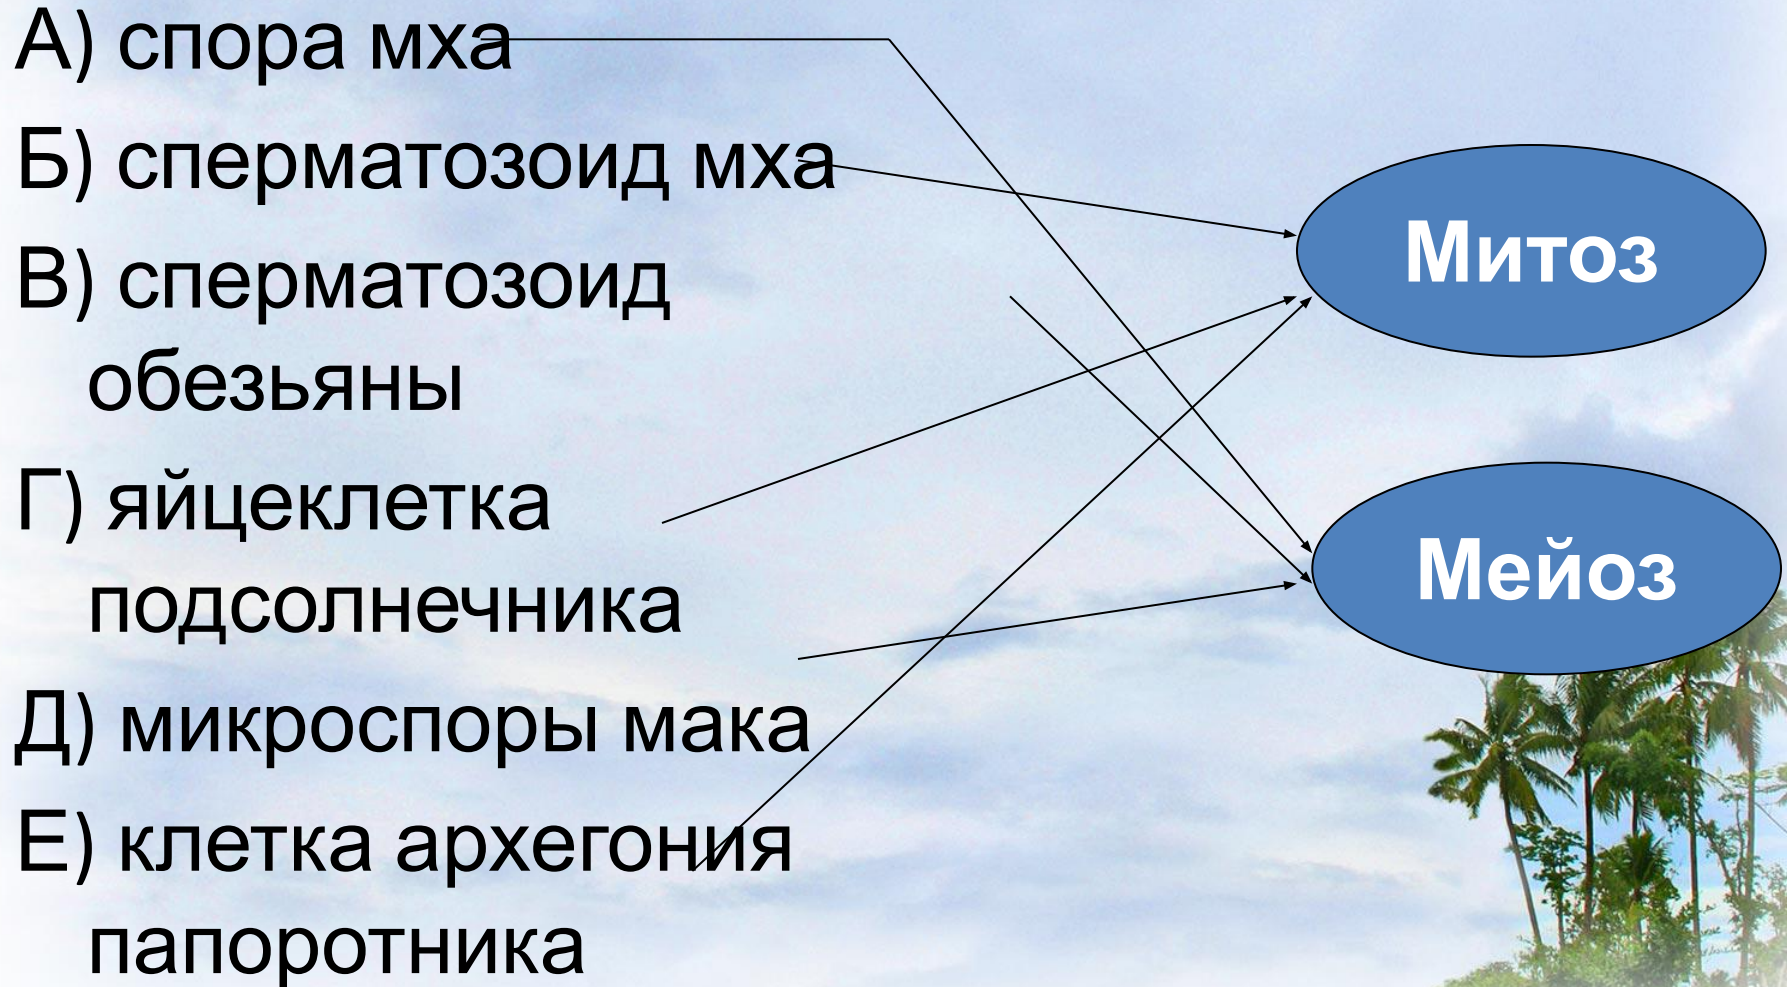 А) спора мха
Б) сперматозоид мха
В) сперматозоид
обезьяны
Г) яйцеклетка
подсолнечника
Д) микроспоры мака
Е) клетка архегония
папоротника
Митоз
Мейоз